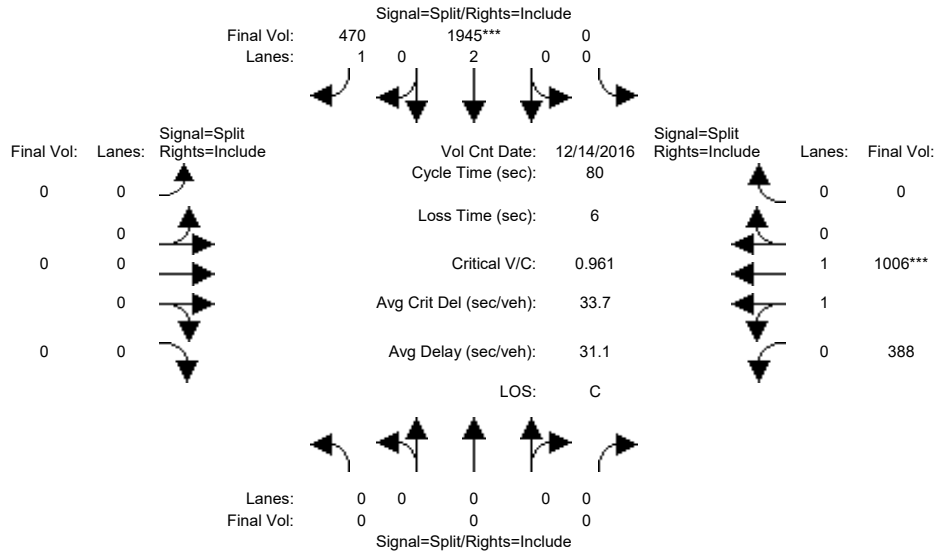 Signal=Split/Rights=Include
Final Vol: 470 1945*** 0
Lanes: 1 0 2 0 0
Signal=Split
Final Vol: Lanes: Rights=Include
Vol Cnt Date: 12/14/2016
Signal=Split
Rights=Include Lanes: Final Vol:
Cycle Time (sec): 80
0 0
0 0
Loss Time (sec): 6
0
0
0 0
Critical V/C: 0.961
1 1006***
0
Avg Crit Del (sec/veh): 33.7
1
0 0
Avg Delay (sec/veh): 31.1
0 388
LOS: C
Lanes: 0 0 0 0 0
Final Vol: 0 0 0
Signal=Split/Rights=Include